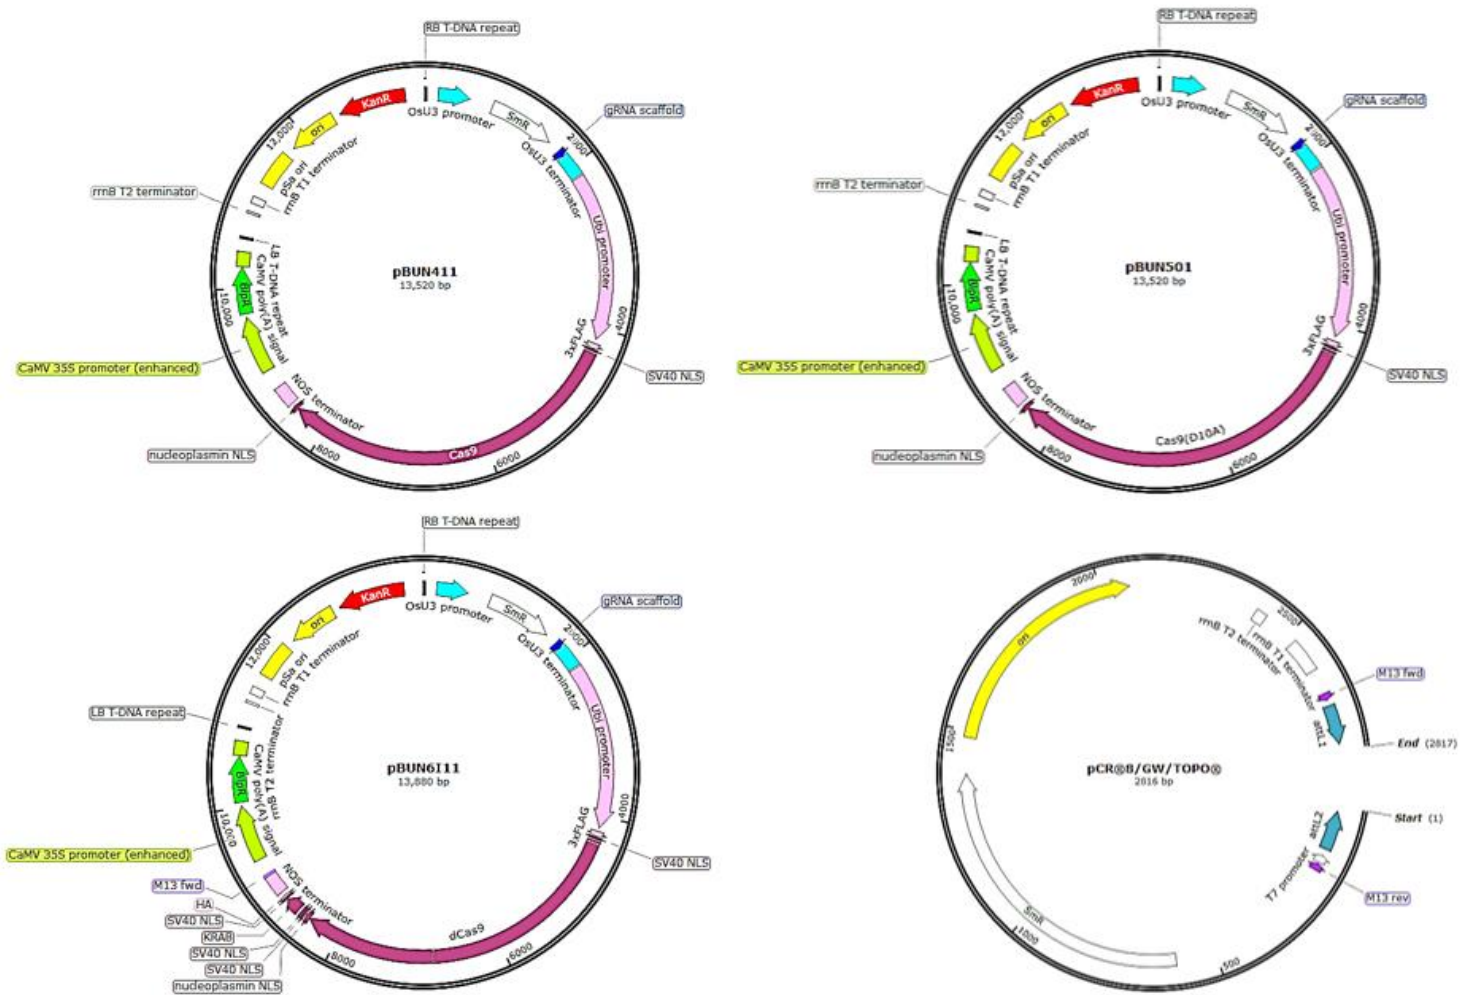 RB T-DNA repeat
KanR
OsU3 promoter
SmR
gRNA scaffold
2000
OsU3 terminator
Ubi promoter
4000
3xFLAG
SV40 NLS
Cas9
6000
8000
nucleoplasmin NLS
NOS terminator
CaMV 35S promoter (enhanced)
BlpR
10,000
CaMV poly(A) signal
LB T-DNA repeat
rrnB T2 terminator
rrnB T1 terminator
pSa ori
12,000
ori
pBUN411
13,520 bp
RB T-DNA repeat
KanR
OsU3 promoter
SmR
gRNA scaffold
2000
OsU3 terminator
Ubi promoter
4000
3xFLAG
SV40 NLS
Cas9(D10A)
6000
8000
nucleoplasmin NLS
NOS terminator
CaMV 35S promoter (enhanced)
BlpR
10,000
CaMV poly(A) signal
LB T-DNA repeat
rrnB T2 terminator
rrnB T1 terminator
pSa ori
12,000
ori
pBUN501
13,520 bp
RB T-DNA repeat
KanR
OsU3 promoter
SmR
gRNA scaffold
2000
OsU3 terminator
Ubi promoter
4000
3xFLAG
SV40 NLS
dCas9
6000
8000
nucleoplasmin NLS
SV40 NLS
SV40 NLS
KRAB
SV40 NLS
HA
M13 fwd
NOS terminator
CaMV 35S promoter (enhanced)
BlpR
10,000
CaMV poly(A) signal
LB T-DNA repeat
rrnB T2 terminator
rrnB T1 terminator
pSa ori
12,000
ori
pBUN6I11
13,880 bp
2000
ori
rrnB T2 terminator
rrnB T1 terminator
2500
M13 fwd
attL1
End (2817)
Start (1)
attL2
T7 promoter
M13 rev
500
SmR
1000
1500
pCR®8/GW/TOPO®
2816 bp